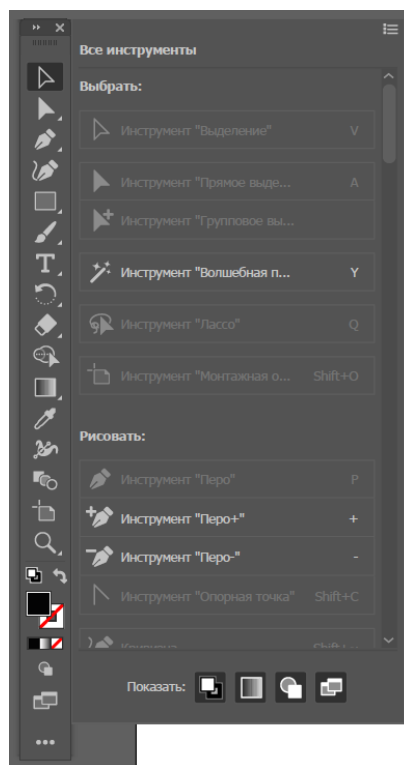 Все инструменты
Выбрать:
Инструмент "Выделение" V
Инструмент "Прямое выде... A
Инструмент "Групповое вы...
Инструмент "Волшебная п... Y
Инструмент "Лассо" Q
Инструмент "Монтажная о... Shift+O
Рисовать:
Инструмент "Перо" P
Инструмент "Перо+" +
Инструмент "Перо-" -
Инструмент "Опорная точка" Shift+C
Кривизна
Показать: